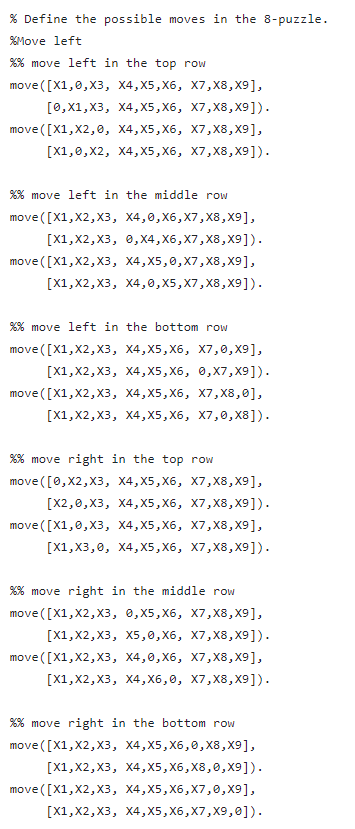 % Define the possible moves in the 8-puzzle.
%Move left
%% move left in the top row
move([X1,0,X3, X4,X5,X6, X7,X8,X9],
     [0,X1,X3, X4,X5,X6, X7,X8,X9]).
move([X1,X2,0, X4,X5,X6, X7,X8,X9],
     [X1,0,X2, X4,X5,X6, X7,X8,X9]).

%% move left in the middle row
move([X1,X2,X3, X4,0,X6,X7,X8,X9],
     [X1,X2,X3, 0,X4,X6,X7,X8,X9]).
move([X1,X2,X3, X4,X5,0,X7,X8,X9],
     [X1,X2,X3, X4,0,X5,X7,X8,X9]).

%% move left in the bottom row
move([X1,X2,X3, X4,X5,X6, X7,0,X9],
     [X1,X2,X3, X4,X5,X6, 0,X7,X9]).
move([X1,X2,X3, X4,X5,X6, X7,X8,0],
     [X1,X2,X3, X4,X5,X6, X7,0,X8]).

%% move right in the top row
move([0,X2,X3, X4,X5,X6, X7,X8,X9],
     [X2,0,X3, X4,X5,X6, X7,X8,X9]).
move([X1,0,X3, X4,X5,X6, X7,X8,X9],
     [X1,X3,0, X4,X5,X6, X7,X8,X9]).

%% move right in the middle row
move([X1,X2,X3, 0,X5,X6, X7,X8,X9],
     [X1,X2,X3, X5,0,X6, X7,X8,X9]).
move([X1,X2,X3, X4,0,X6, X7,X8,X9],
     [X1,X2,X3, X4,X6,0, X7,X8,X9]).

%% move right in the bottom row
move([X1,X2,X3, X4,X5,X6,0,X8,X9],
     [X1,X2,X3, X4,X5,X6,X8,0,X9]).
move([X1,X2,X3, X4,X5,X6,X7,0,X9],
     [X1,X2,X3, X4,X5,X6,X7,X9,0]).